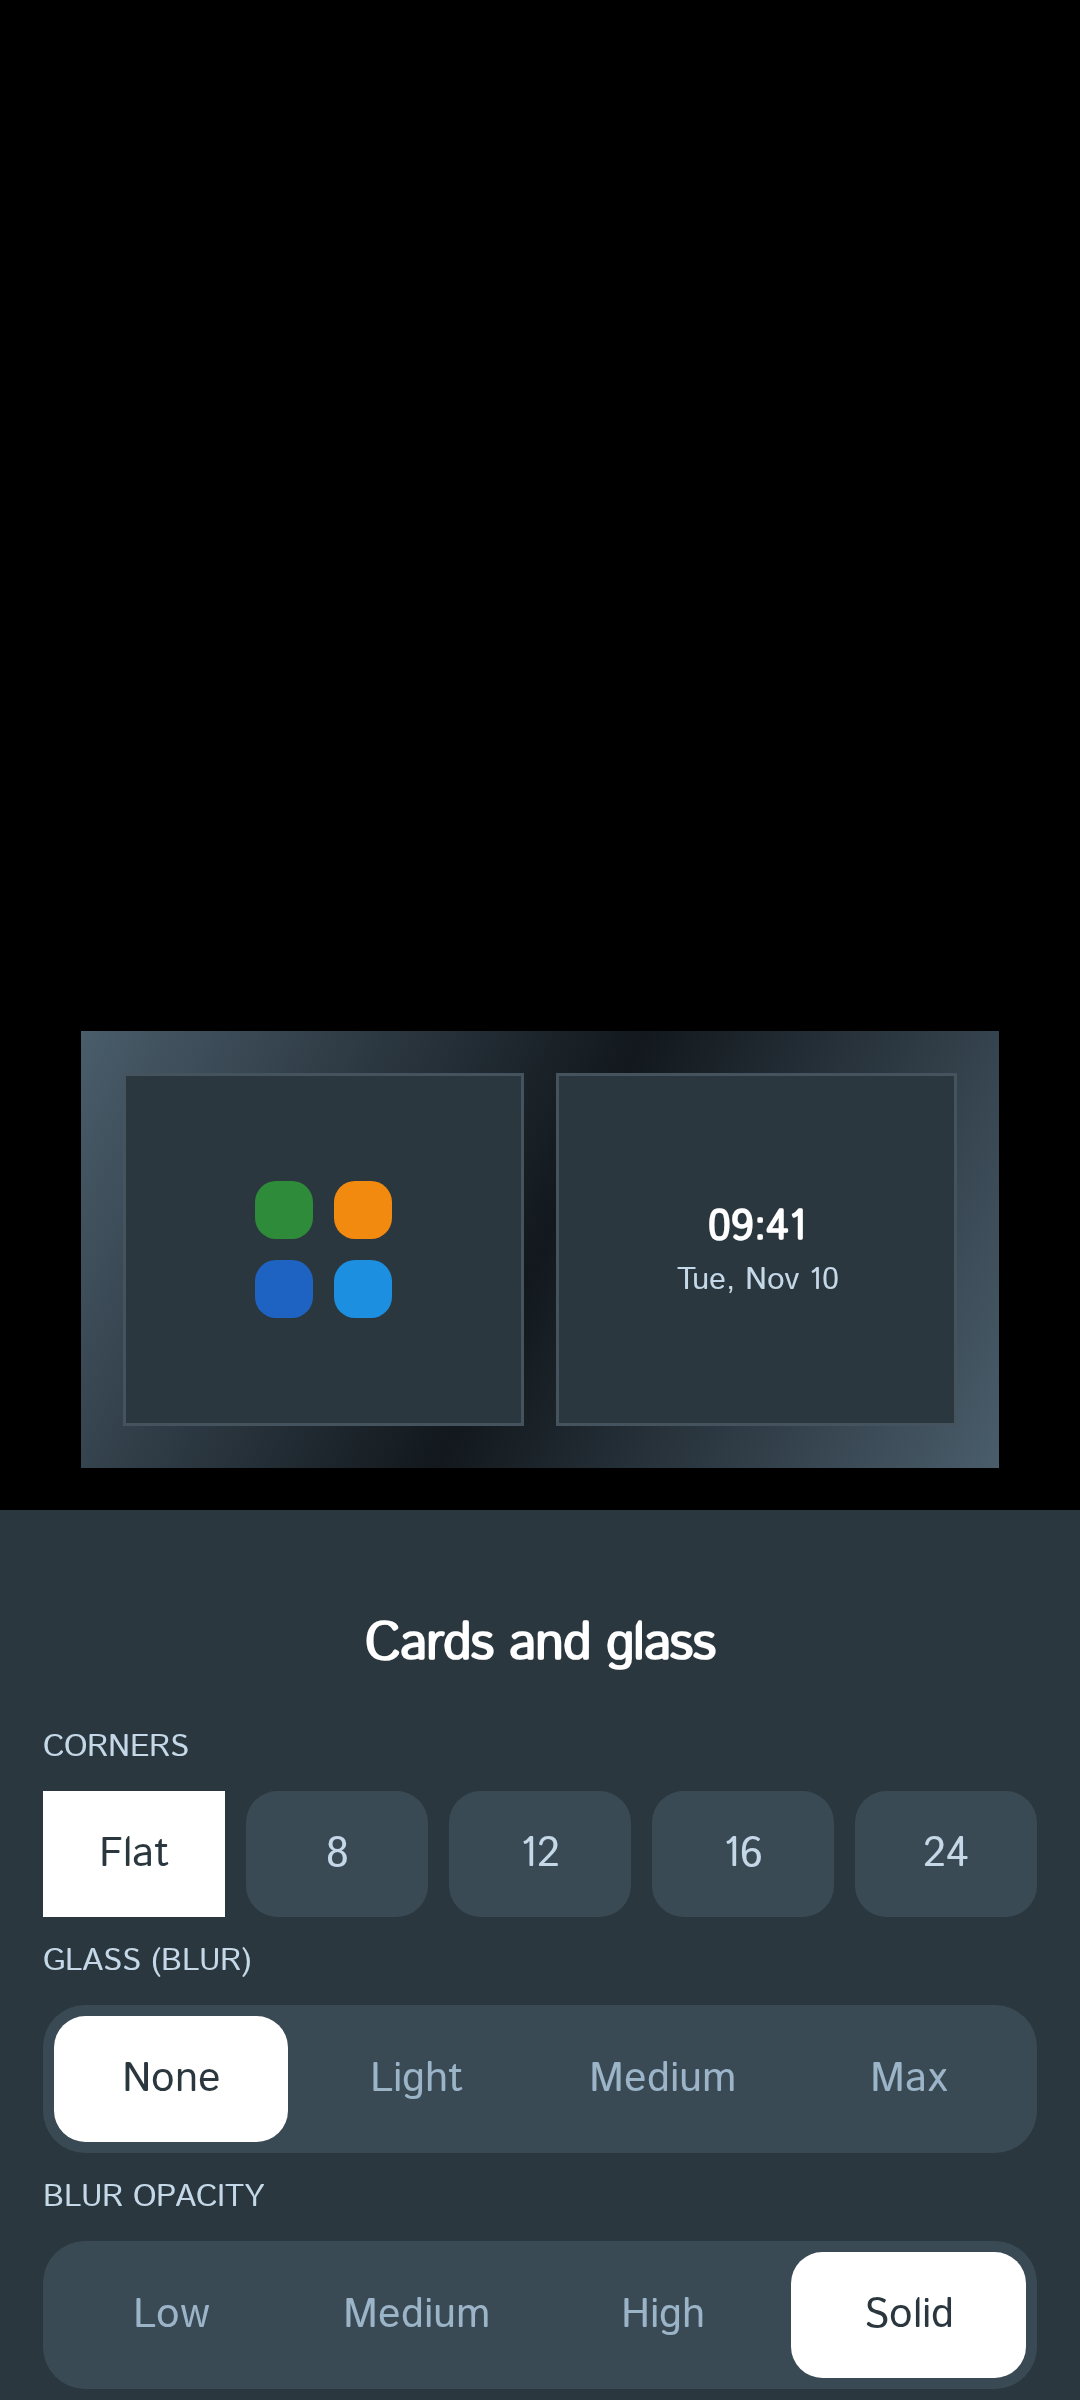 09:41
Tue, Nov 10
Cards and glass
CORNERS
Flat 8 12 16 24
GLASS (BLUR)
None Light Medium Max
BLUR OPACITY
Low Medium High Solid